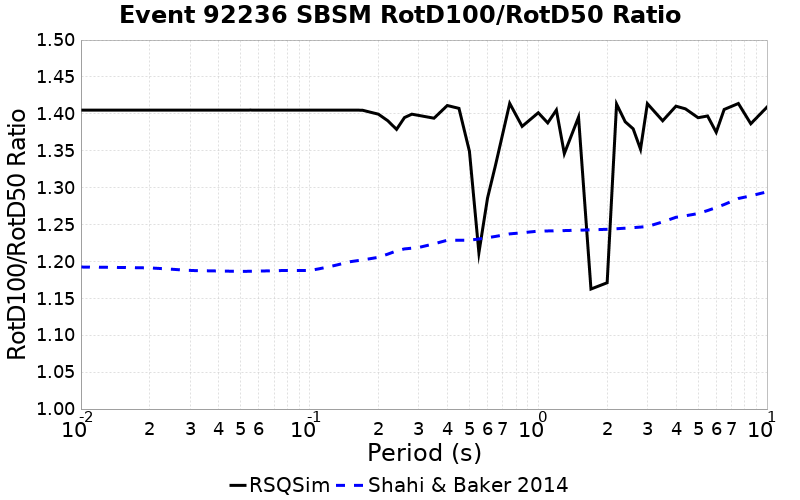 Event 92236 SBSM RotD100/RotD50 Ratio
RotD100/RotD50 Ratio
1.50
1.45
1.40
1.35
1.30
1.25
1.20
1.15
1.10
1.05
1.00
10-2 2 3 4 5 6 10-1 2 3 4 5 6 7 100 2 3 4 5 6 7 101
Period (s)
RSQSim Shahi & Baker 2014